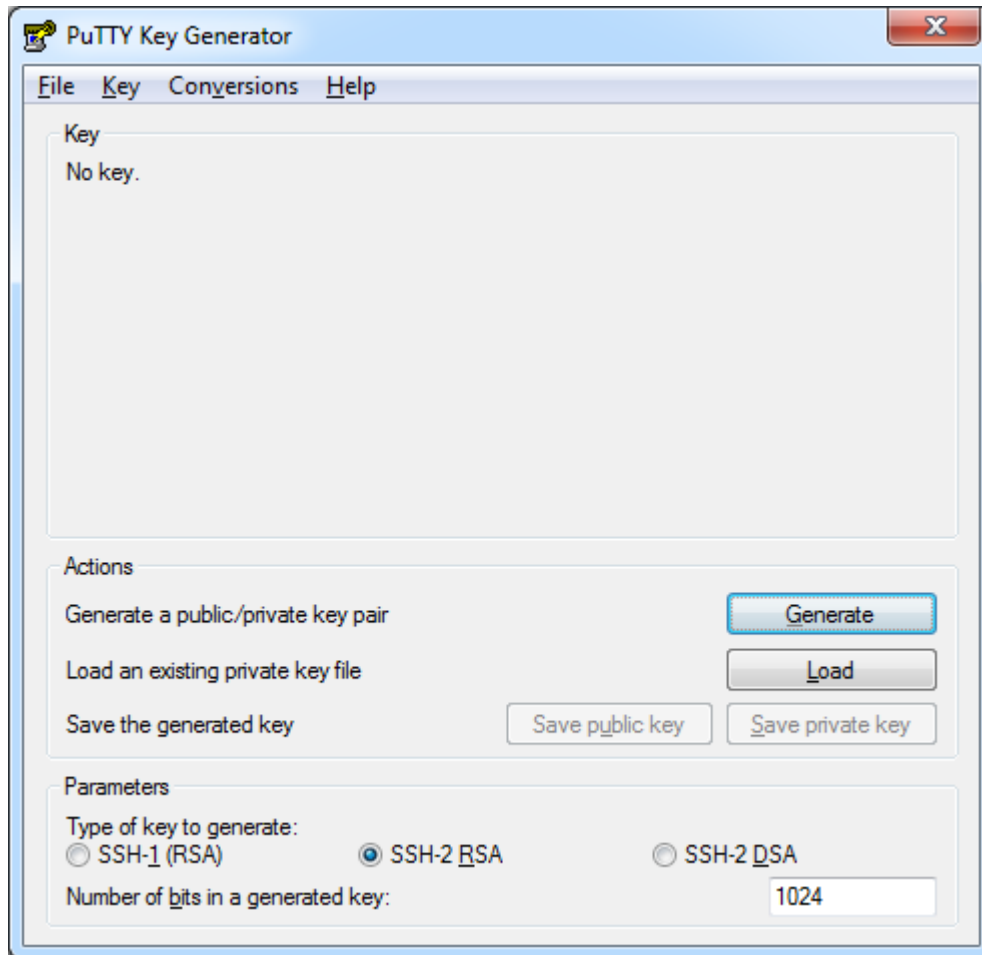 PuTTY Key Generator
File Key Conversions Help
Key
No key.
Actions
Generate a public/private key pair Generate
Load an existing private key file Load
Save the generated key Save public key Save private key
Parameters
Type of key to generate:
SSH-1 (RSA) SSH-2 RSA SSH-2 DSA
Number of bits in a generated key: 1024